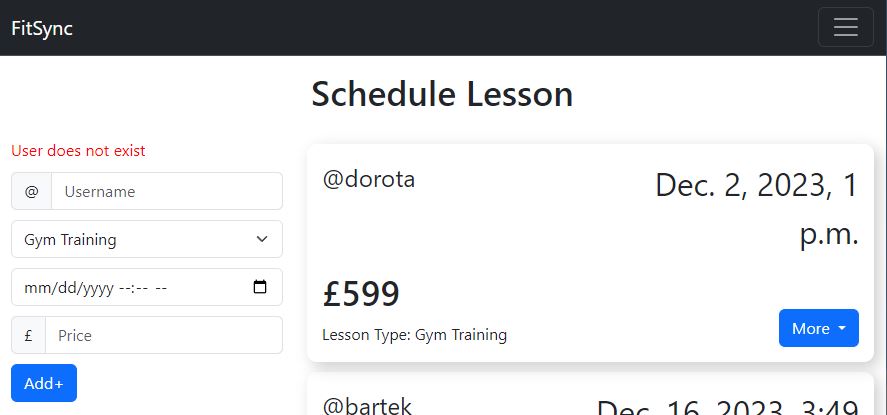 FitSync
Schedule Lesson
User does not exist
@ Username
Gym Training
mm/dd/yyyy --:-- --
£ Price
Add+
@dorota
Dec. 2, 2023, 1
p.m.
£599
Lesson Type: Gym Training
More
@bartek
Dec. 16, 2023, 3:49